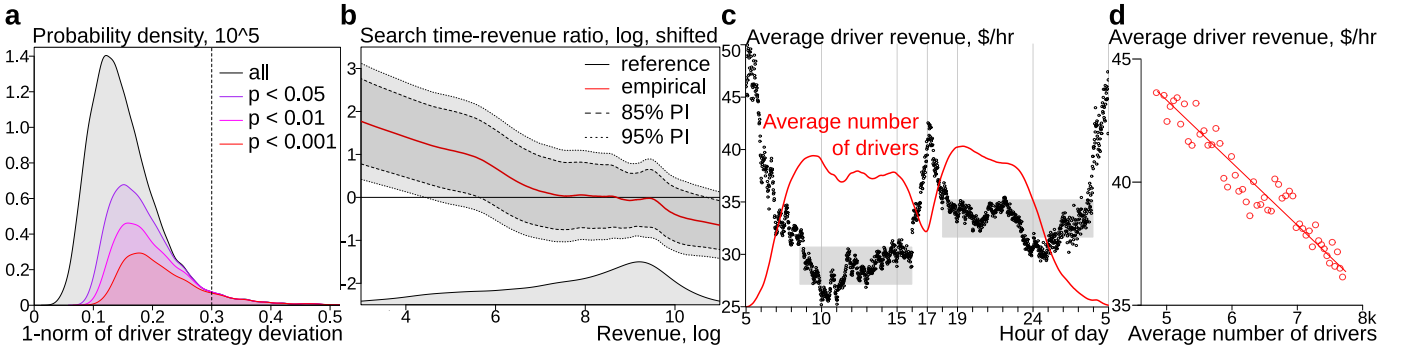 a
Probability density, 10^5
1.4
1.2
1.0
0.8
0.6
0.4
0.2
0
all
p < 0.05
p < 0.01
p < 0.001
0 0.1 0.2 0.3 0.4 0.5
1-norm of driver strategy deviation
b
Search time-revenue ratio, log, shifted
3
2
1
0
-1
-2
reference
empirical
85% PI
95% PI
4 6 8 10
Revenue, log
c
Average driver revenue, $/hr
50
45
40
35
30
25
Average number
of drivers
5 10 15 17 19 24 5
Hour of day
d
Average driver revenue, $/hr
45
40
35
5 6 7 8k
Average number of drivers